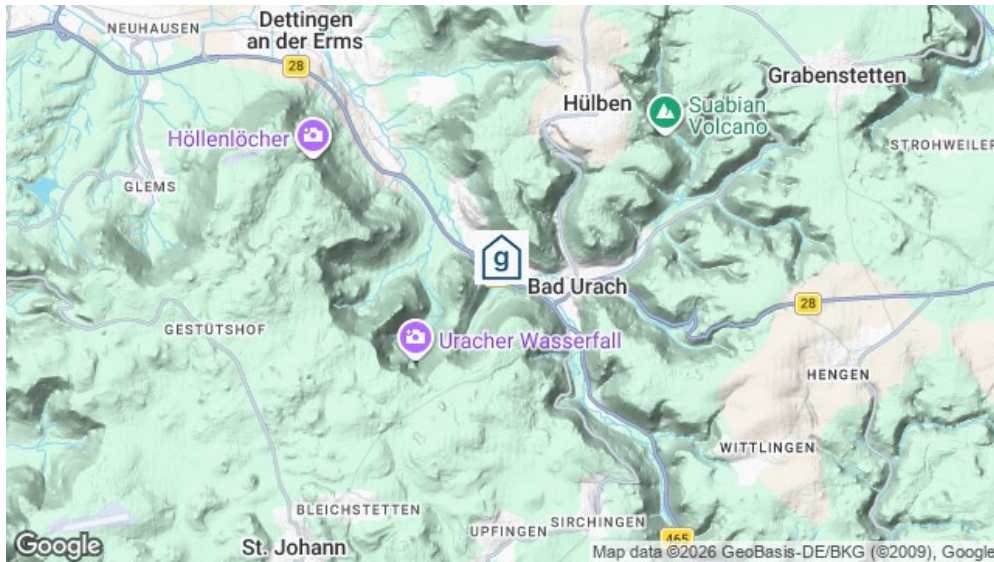 Dettingen
an der Erms
NEUHAUSEN
28
Grabenstetten
Hülben
Suabian
Volcano
Höllenlöcher
STROHWEILER
GLEMS
g
Bad Urach
28
GESTÜTSHOF
Uracher Wasserfall
HENGEN
WITTLINGEN
BLEICHSTETTEN
SIRCHINGEN
UPFINGEN
465
St. Johann
Google
Map data ©2026 GeoBasis-DE/BKG (©2009), Google